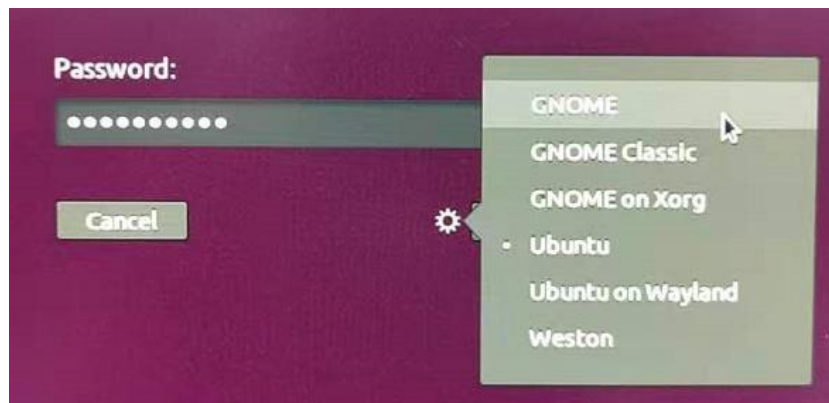 Password:
Cancel
GNOME
GNOME Classic
GNOME on Xorg
Ubuntu
Ubuntu on Wayland
Weston